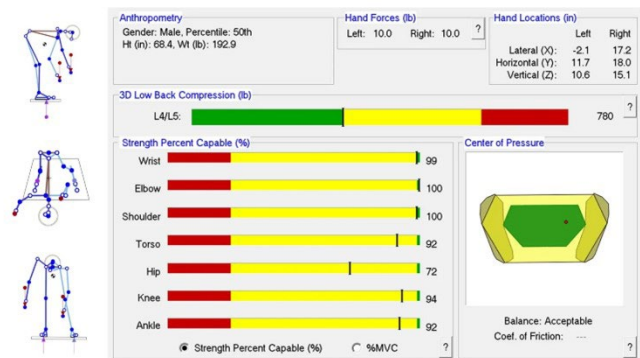 Anthropometry
Gender: Male, Percentile: 50th
Ht (in): 68.4, Wt (lb): 192.9
Hand Forces (lb)
Left: 10.0 Right: 10.0 ?
Hand Locations (in)
Left Right
Lateral (X): -2.1 17.2
Horizontal (Y): 11.7 18.0
Vertical (Z): 10.6 15.1
3D Low Back Compression (lb)
L4/L5: 780 ?
Strength Percent Capable (%)
Wrist 99
Elbow 100
Shoulder 100
Torso 92
Hip 72
Knee 94
Ankle 92
Strength Percent Capable (%) %MVC ?
Center of Pressure
Balance: Acceptable
Coef. of Friction: --- ?